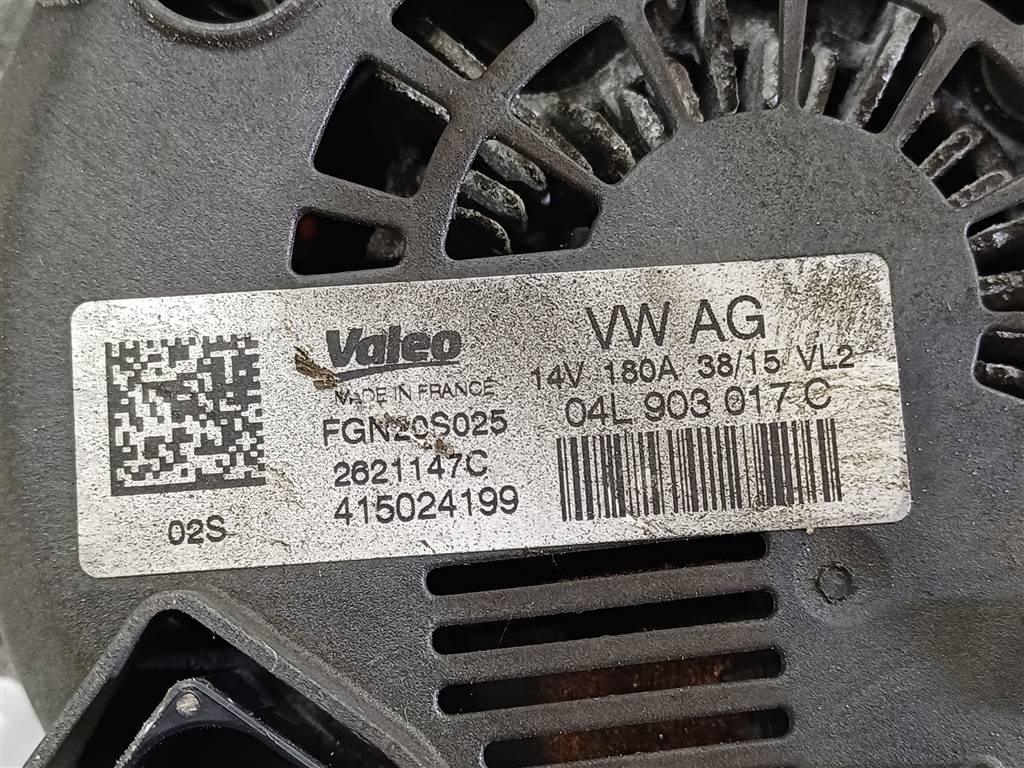 Valeo
MADE IN FRANCE
FGN20S025
2621147C
415024199
02S
VW AG
14V 180A 38/15 VL2
04L 903 017 C